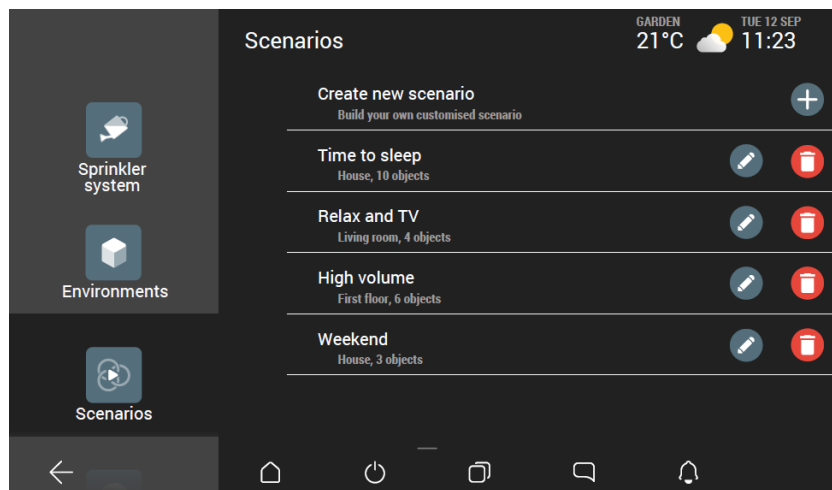 Scenarios
GARDEN
21°C
TUE 12 SEP
11:23
Sprinkler
system
Environments
Scenarios
Create new scenario
Build your own customised scenario
Time to sleep
House, 10 objects
Relax and TV
Living room, 4 objects
High volume
First floor, 6 objects
Weekend
House, 3 objects